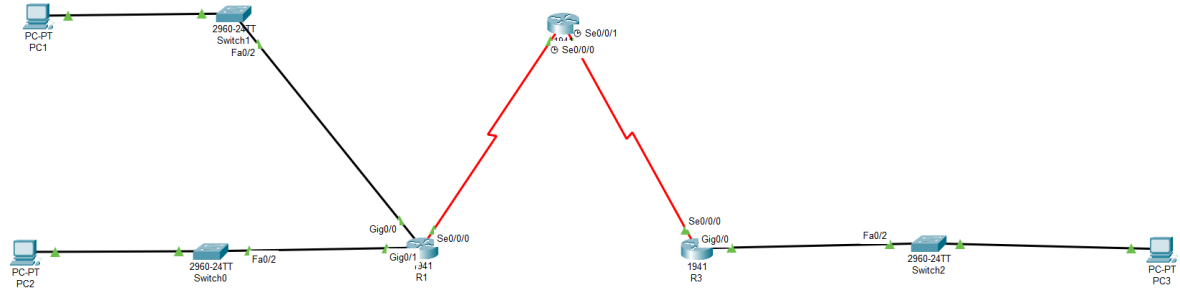 PC-PT
PC1
2960-24TT
Switch1
Fa0/2
Se0/0/1
Se0/0/0
Gig0/0
Se0/0/0
Gig0/1
1941
R1
PC-PT
PC2
2960-24TT
Switch0
Fa0/2
Se0/0/0
Gig0/0
1941
R3
Fa0/2
2960-24TT
Switch2
PC-PT
PC3